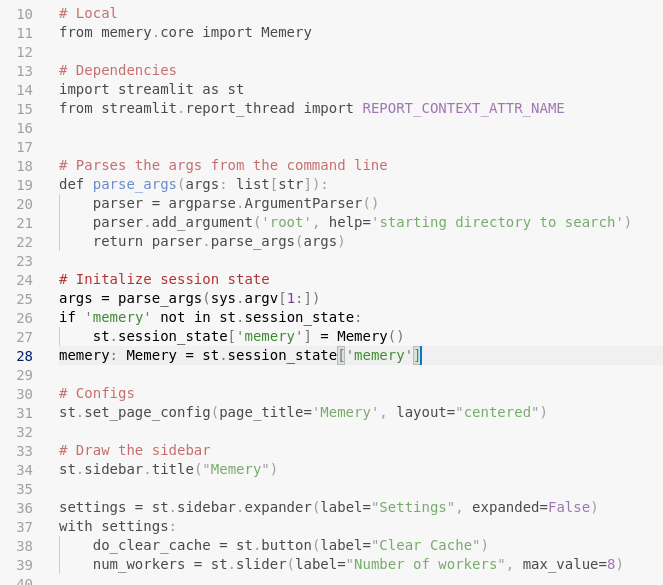 10 # Local
11 from memery.core import Memery
12
13 # Dependencies
14 import streamlit as st
15 from streamlit.report_thread import REPORT_CONTEXT_ATTR_NAME
16
17
18 # Parses the args from the command line
19 def parse_args(args: list[str]):
20     parser = argparse.ArgumentParser()
21     parser.add_argument('root', help='starting directory to search')
22     return parser.parse_args(args)
23
24 # Initalize session state
25 args = parse_args(sys.argv[1:])
26 if 'memery' not in st.session_state:
27     st.session_state['memery'] = Memery()
28 memery: Memery = st.session_state['memery']
29
30 # Configs
31 st.set_page_config(page_title='Memery', layout="centered")
32
33 # Draw the sidebar
34 st.sidebar.title("Memery")
35
36 settings = st.sidebar.expander(label="Settings", expanded=False)
37 with settings:
38     do_clear_cache = st.button(label="Clear Cache")
39     num_workers = st.slider(label="Number of workers", max_value=8)
40